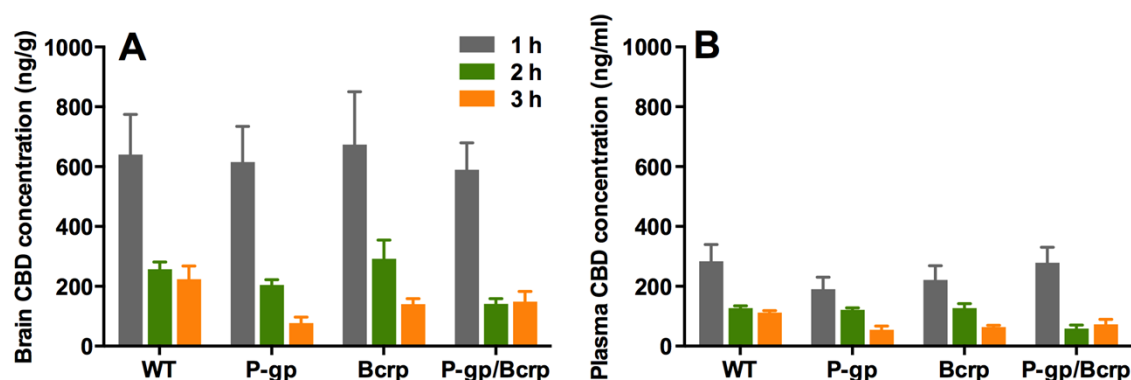 A
Brain CBD concentration (ng/g)
1000
800
600
400
200
0
1 h
2 h
3 h
WT P-gp Bcrp P-gp/Bcrp
B
Plasma CBD concentration (ng/ml)
1000
800
600
400
200
0
WT P-gp Bcrp P-gp/Bcrp